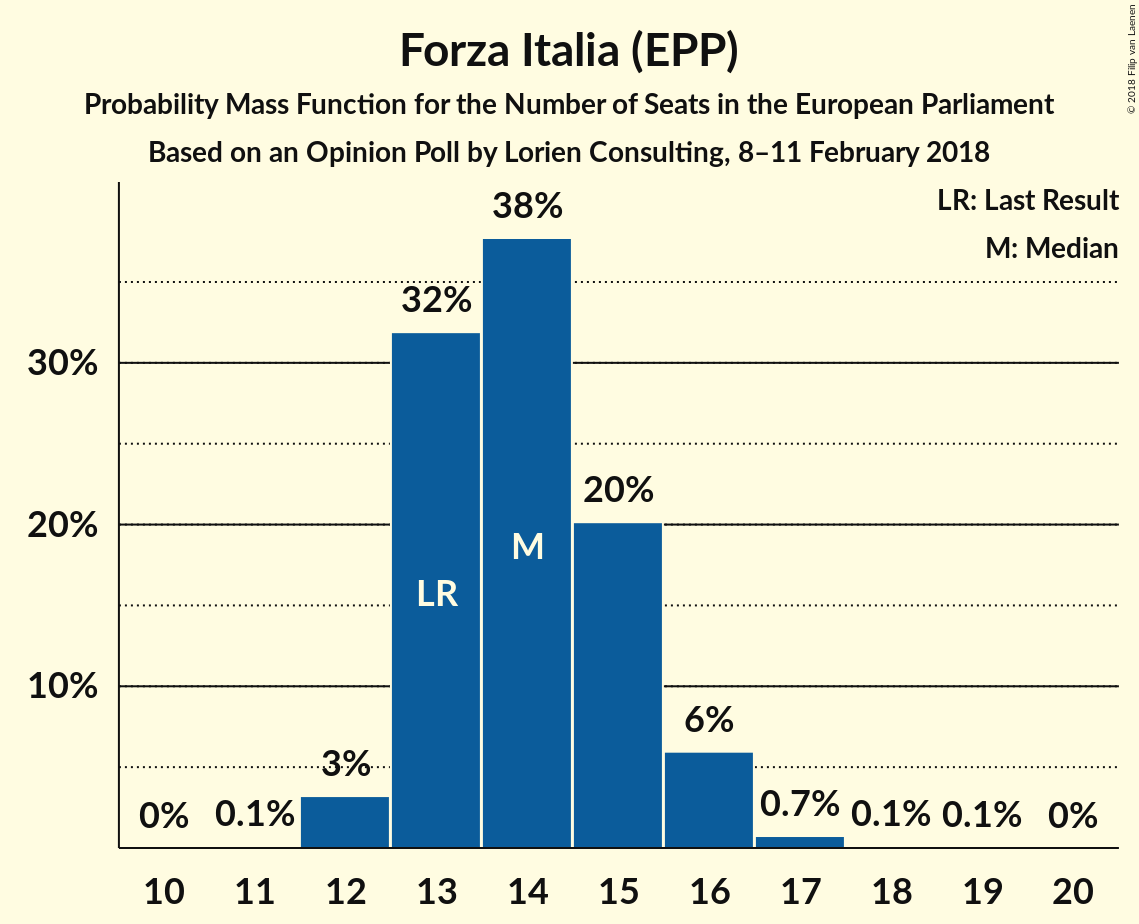 Forza Italia (EPP)
Probability Mass Function for the Number of Seats in the European Parliament
Based on an Opinion Poll by Lorien Consulting, 8–11 February 2018
© 2018 Filip van Laenen
LR: Last Result
M: Median
38%
32%
30%
20%
20%
M
LR
10%
6%
3%
0% 0.1% 0.7% 0.1% 0.1% 0%
10 11 12 13 14 15 16 17 18 19 20